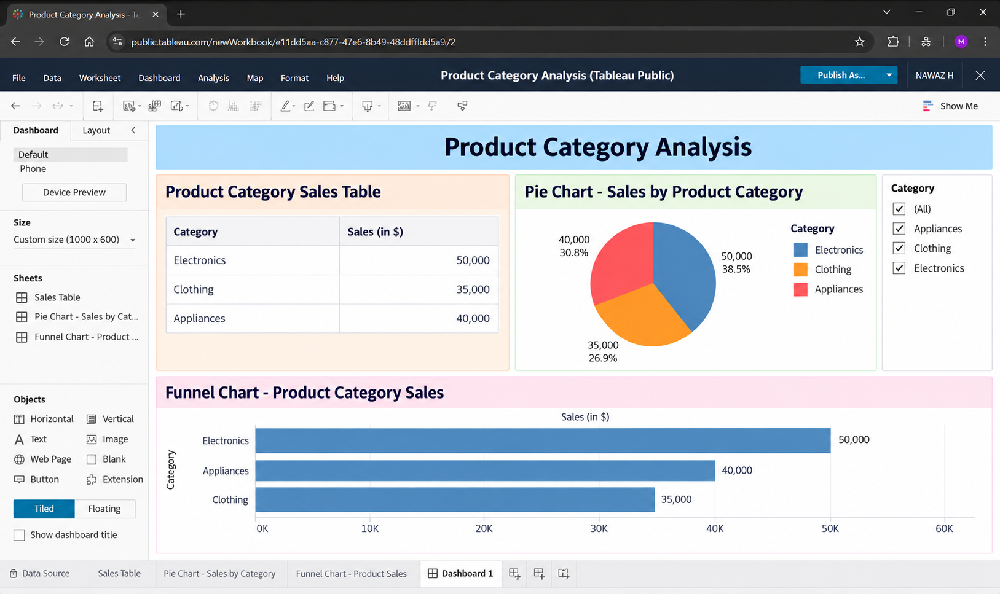 Product Category Analysis - To
public.tableau.com/newWorkbook/e11dd5aa-c877-47e6-8b49-48ddffldd5a9r/2
M
File Data Worksheet Dashboard Analysis Map Format Help
Product Category Analysis (Tableau Public)
Publish As...
NAWAZ H
Show Me
Dashboard Layout
Default
Phone
Device Preview
Size
Custom size (1000 x 600)
Sheets
Sales Table
Pie Chart - Sales by Cat...
Funnel Chart - Product ...
Objects
Horizontal Vertical
Text Image
Web Page Blank
Button Extension
Tiled Floating
Show dashboard title
Product Category Analysis
Product Category Sales Table
Category Sales (in $)
Electronics 50,000
Clothing 35,000
Appliances 40,000
Pie Chart - Sales by Product Category
40,000
30.8%
50,000
38.5%
35,000
26.9%
Category
Electronics
Clothing
Appliances
Category
(All)
Appliances
Clothing
Electronics
Funnel Chart - Product Category Sales
Sales (in $)
Category
Electronics 50,000
Appliances 40,000
Clothing 35,000
0K 10K 20K 30K 40K 50K 60K
Data Source Sales Table Pie Chart - Sales by Category Funnel Chart - Product Sales Dashboard 1